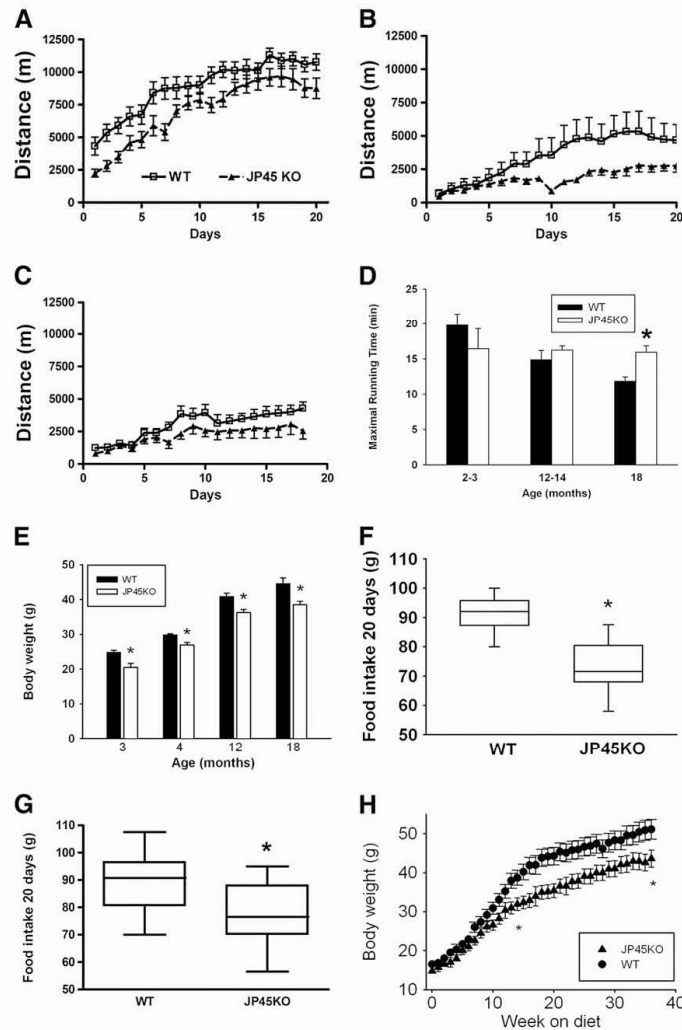 A
Distance (m)
12500
10000
7500
5000
2500
0
WT
JP45 KO
0 5 10 15 20
Days
B
Distance (m)
12500
10000
7500
5000
2500
0
0 5 10 15 20
Days
C
Distance (m)
12500
10000
7500
5000
2500
0
0 5 10 15 20
Days
D
Maximal Running Time (min)
25
20
15
10
5
0
WT
JP45KO
*
2-3 12-14 18
Age (months)
E
Body weight (g)
50
40
30
20
10
0
WT
JP45KO
* * * *
3 4 12 18
Age (months)
F
Food intake 20 days (g)
110
100
90
80
70
60
50
*
WT JP45KO
G
Food intake 20 days (g)
110
100
90
80
70
60
50
*
WT JP45KO
H
Body weight (g)
50
40
30
20
10
*
*
JP45KO
WT
0 10 20 30 40
Week on diet